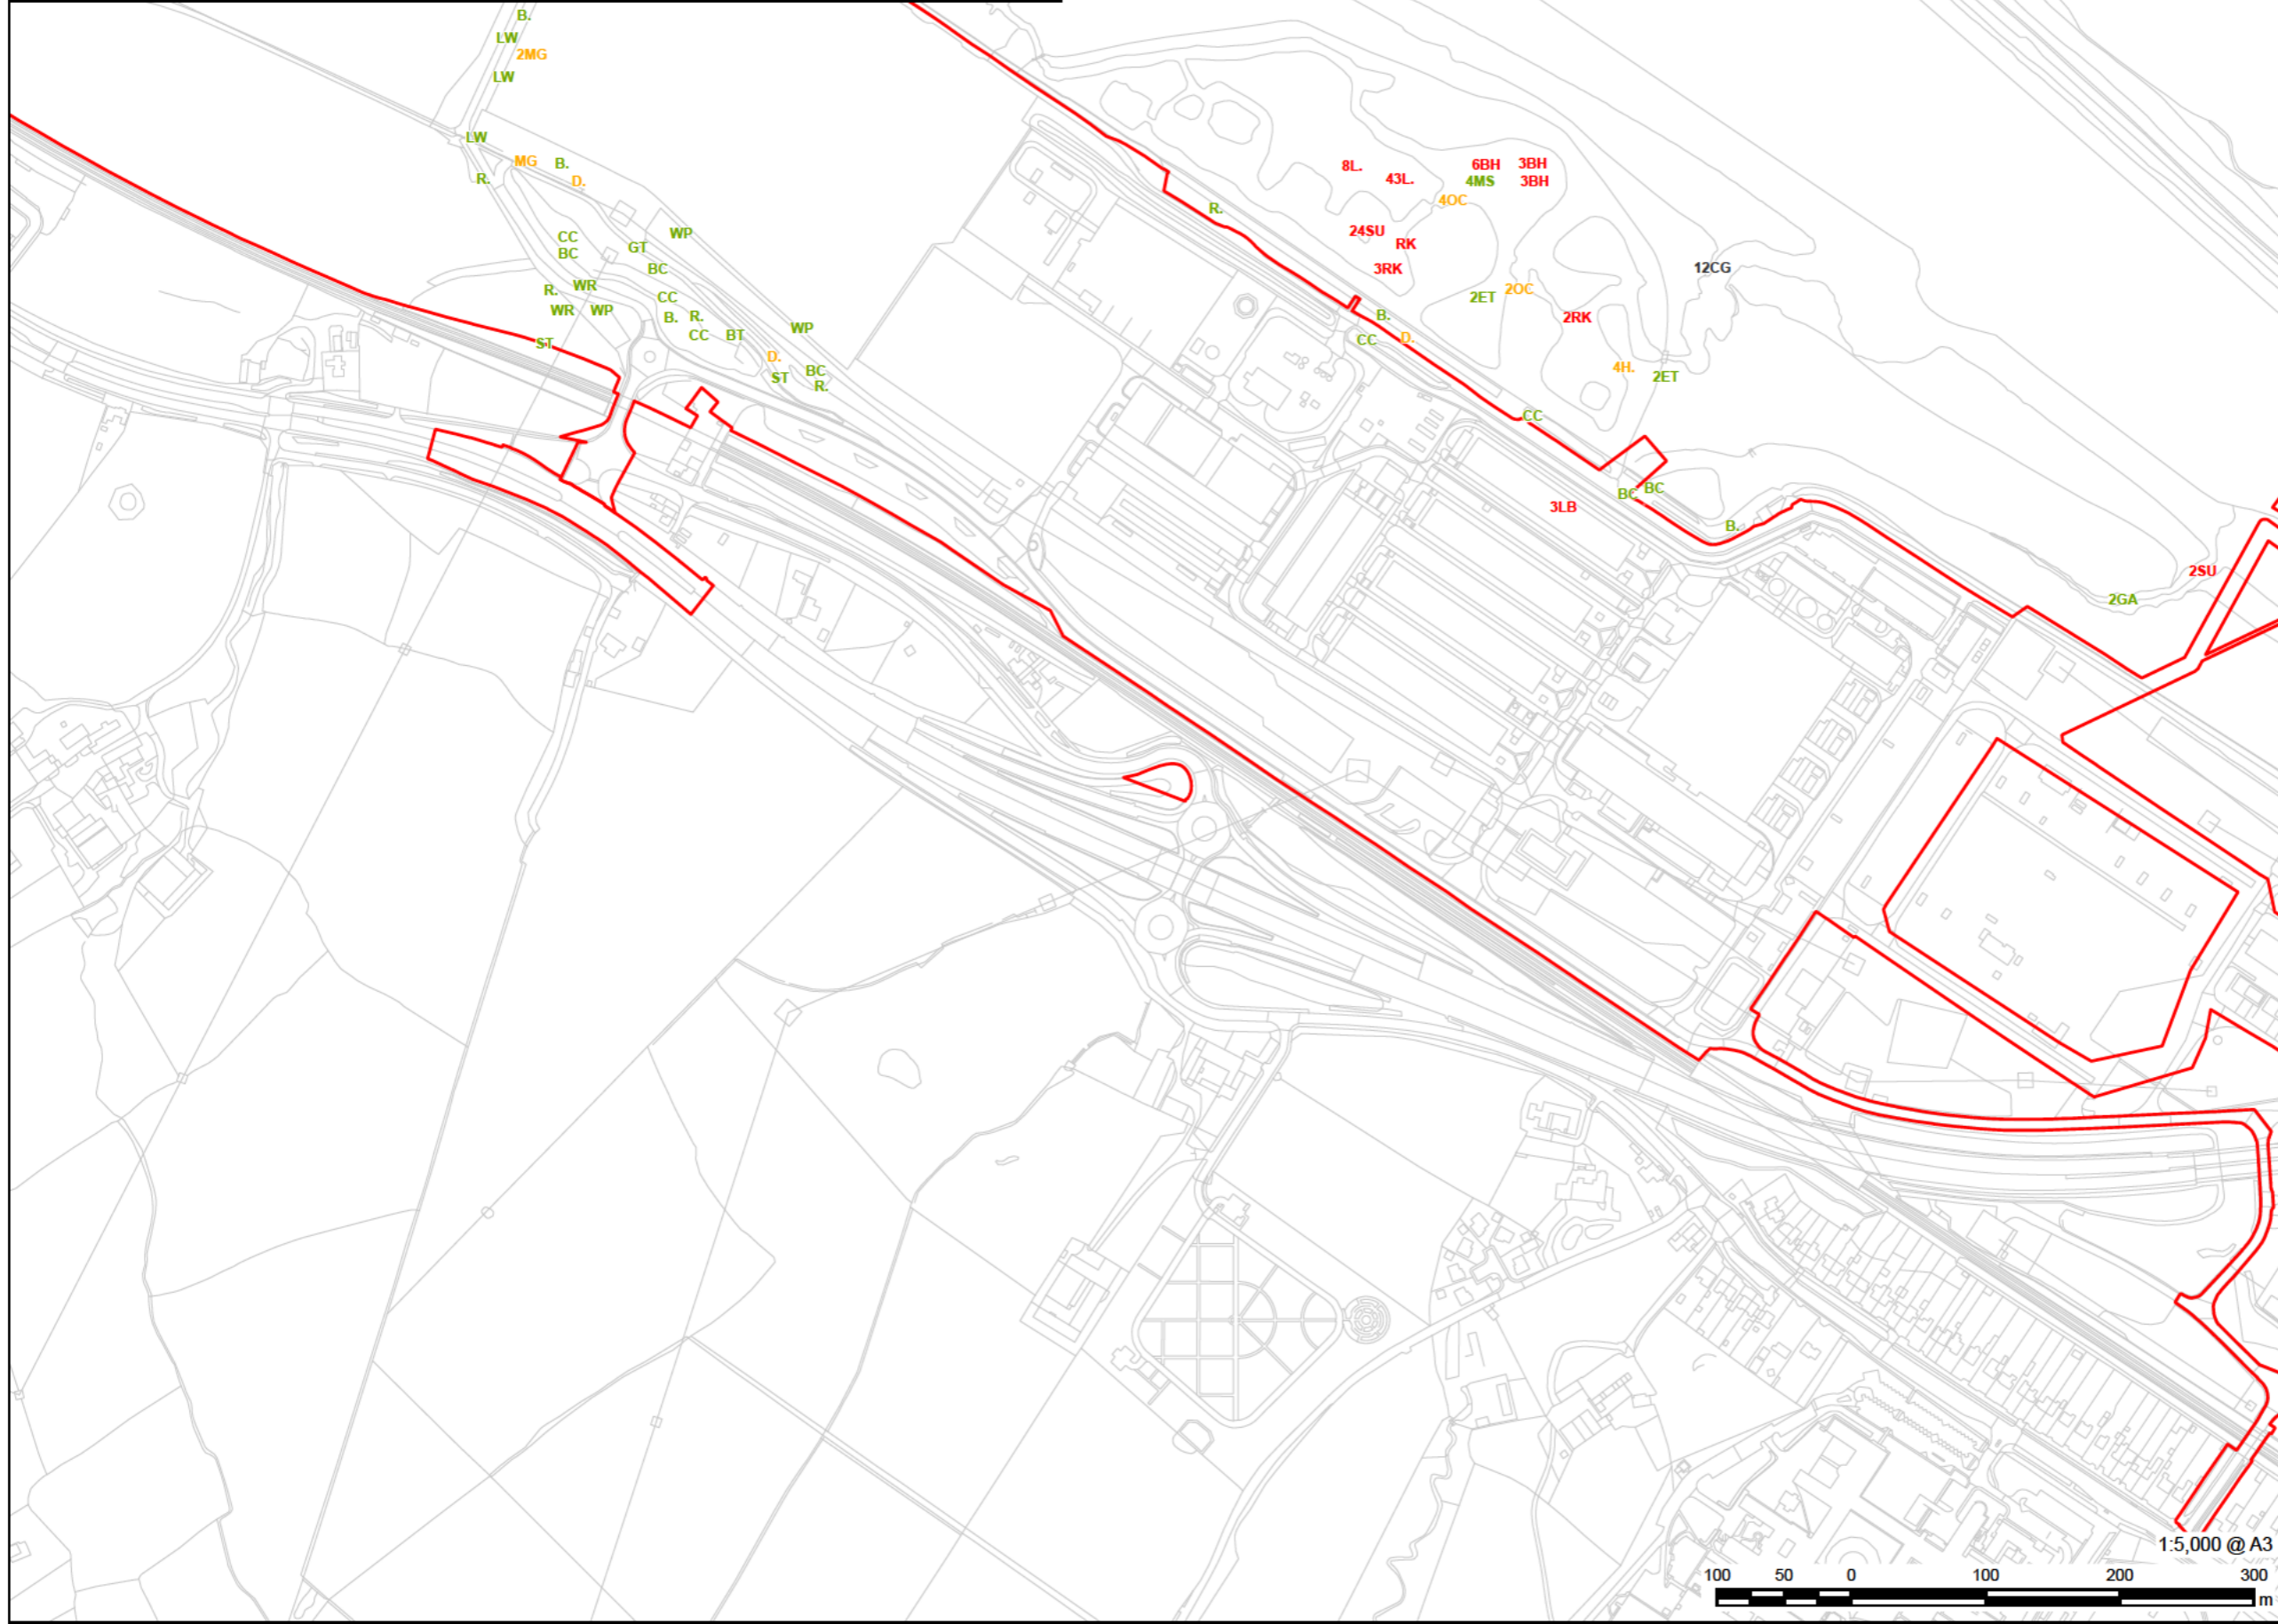 B.
LW
2MG
LW
LW
MG
B.
R.
D.
8L.
43L.
6BH
3BH
4MS
3BH
4OC
R.
24SU
RK
3RK
12CG
2ET
2OC
2RK
4H.
2ET
CC
BC
GT
WP
BC
R.
WR
WR
WP
CC
B.
R.
CC
BT
WP
ST
D.
ST
BC
R.
B.
CC
D.
CC
BC
BC
3LB
B.
2SU
2GA
1:5,000 @ A3
100 50 0 100 200 300
m